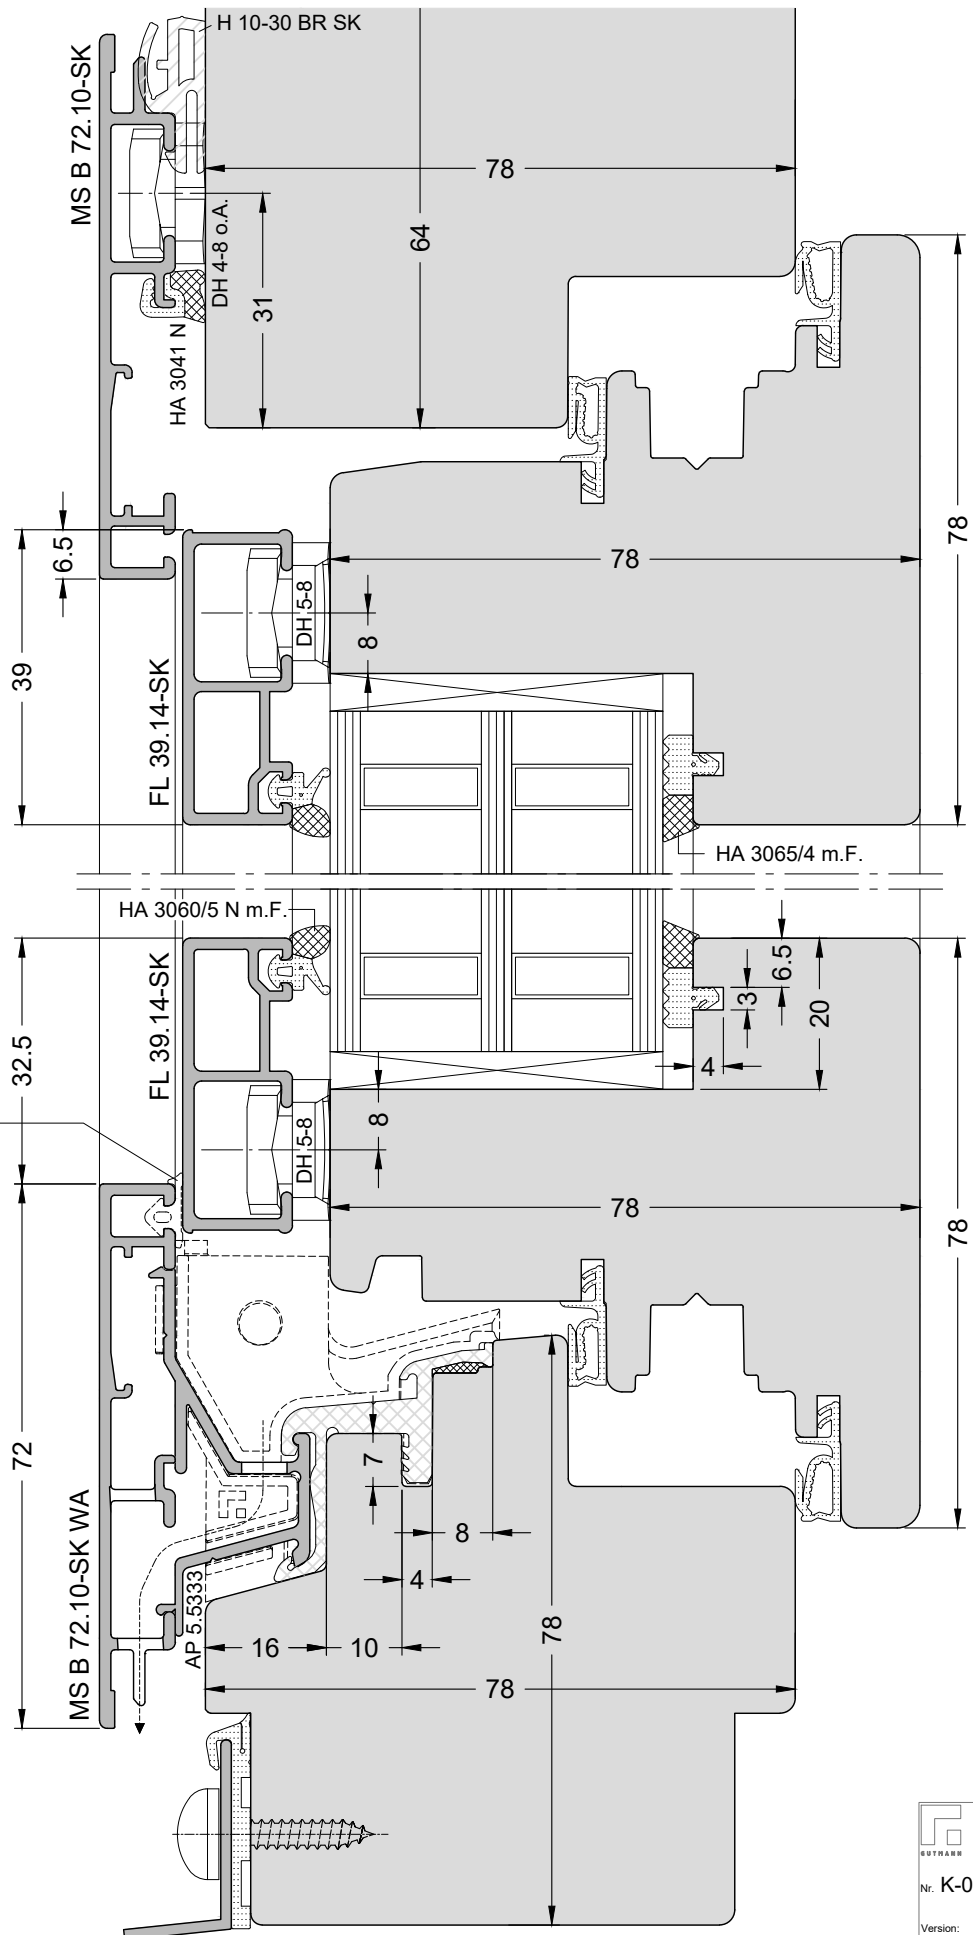 H 10-30 BR SK
MS B 72.10-SK
78
DH 4-8 o.A.
64
31
HA 3041 N
78
6.5
78
DH 5-8
8
39
FL 39.14-SK
HA 3065/4 m.F.
HA 3060/5 N m.F.
6.5
3
20
4
32.5
FL 39.14-SK
8
DH 5-8
78
78
72
7
8
4
MS B 72.10-SK WA
AP 5.5333
16
10
78
78
GUTMANN
Nr. K-0
Version: